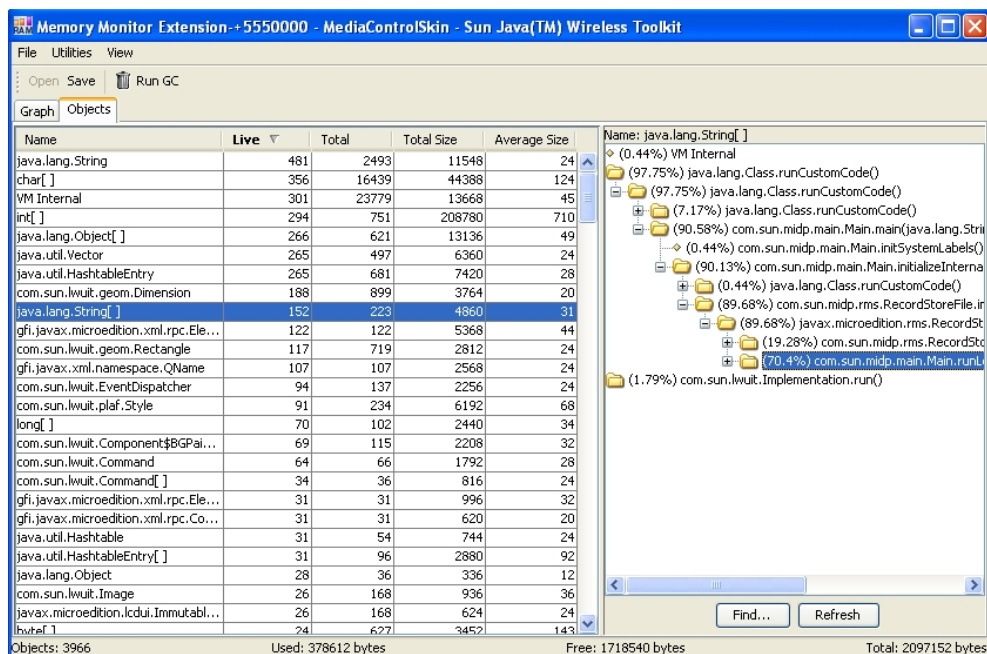 RAM Memory Monitor Extension-+5550000 - MediaControlSkin - Sun Java(TM) Wireless Toolkit
File Utilities View
Open Save Run GC
Graph Objects
Name Live Total Total Size Average Size
java.lang.String 481 2493 11548 24
char[ ] 356 16439 44388 124
VM Internal 301 23779 13668 45
int[ ] 294 751 208780 710
java.lang.Object[ ] 266 621 13136 49
java.util.Vector 265 497 6360 24
java.util.HashtableEntry 265 681 7420 28
com.sun.lwuit.geom.Dimension 188 899 3764 20
java.lang.String[ ] 152 223 4860 31
gfi.javax.microedition.xml.rpc.Ele... 122 122 5368 44
com.sun.lwuit.geom.Rectangle 117 719 2812 24
gfi.javax.xml.namespace.QName 107 107 2568 24
com.sun.lwuit.EventDispatcher 94 137 2256 24
com.sun.lwuit.plaf.Style 91 234 6192 68
long[ ] 70 102 2440 34
com.sun.lwuit.Component$BGPai... 69 115 2208 32
com.sun.lwuit.Command 64 66 1792 28
com.sun.lwuit.Command[ ] 34 36 816 24
gfi.javax.microedition.xml.rpc.Ele... 31 31 996 32
gfi.javax.microedition.xml.rpc.Co... 31 31 620 20
java.util.Hashtable 31 54 744 24
java.util.HashtableEntry[ ] 31 96 2880 92
java.lang.Object 28 36 336 12
com.sun.lwuit.Image 26 168 936 36
javax.microedition.lcdui.Immutabl... 26 168 624 24
byte[ ] 24 627 3452 143
Name: java.lang.String[ ]
(0.44%) VM Internal
(97.75%) java.lang.Class.runCustomCode()
(97.75%) java.lang.Class.runCustomCode()
(7.17%) java.lang.Class.runCustomCode()
(90.58%) com.sun.midp.main.Main.main(java.lang.Stri
(0.44%) com.sun.midp.main.Main.initSystemLabels()
(90.13%) com.sun.midp.main.Main.initializeInterna
(0.44%) java.lang.Class.runCustomCode()
(89.68%) com.sun.midp.rms.RecordStoreFile.in
(89.68%) javax.microedition.rms.RecordSt
(19.28%) com.sun.midp.rms.RecordSto
(70.4%) com.sun.midp.main.Main.runL
(1.79%) com.sun.lwuit.Implementation.run()
Find... Refresh
Objects: 3966 Used: 378612 bytes Free: 1718540 bytes Total: 2097152 bytes